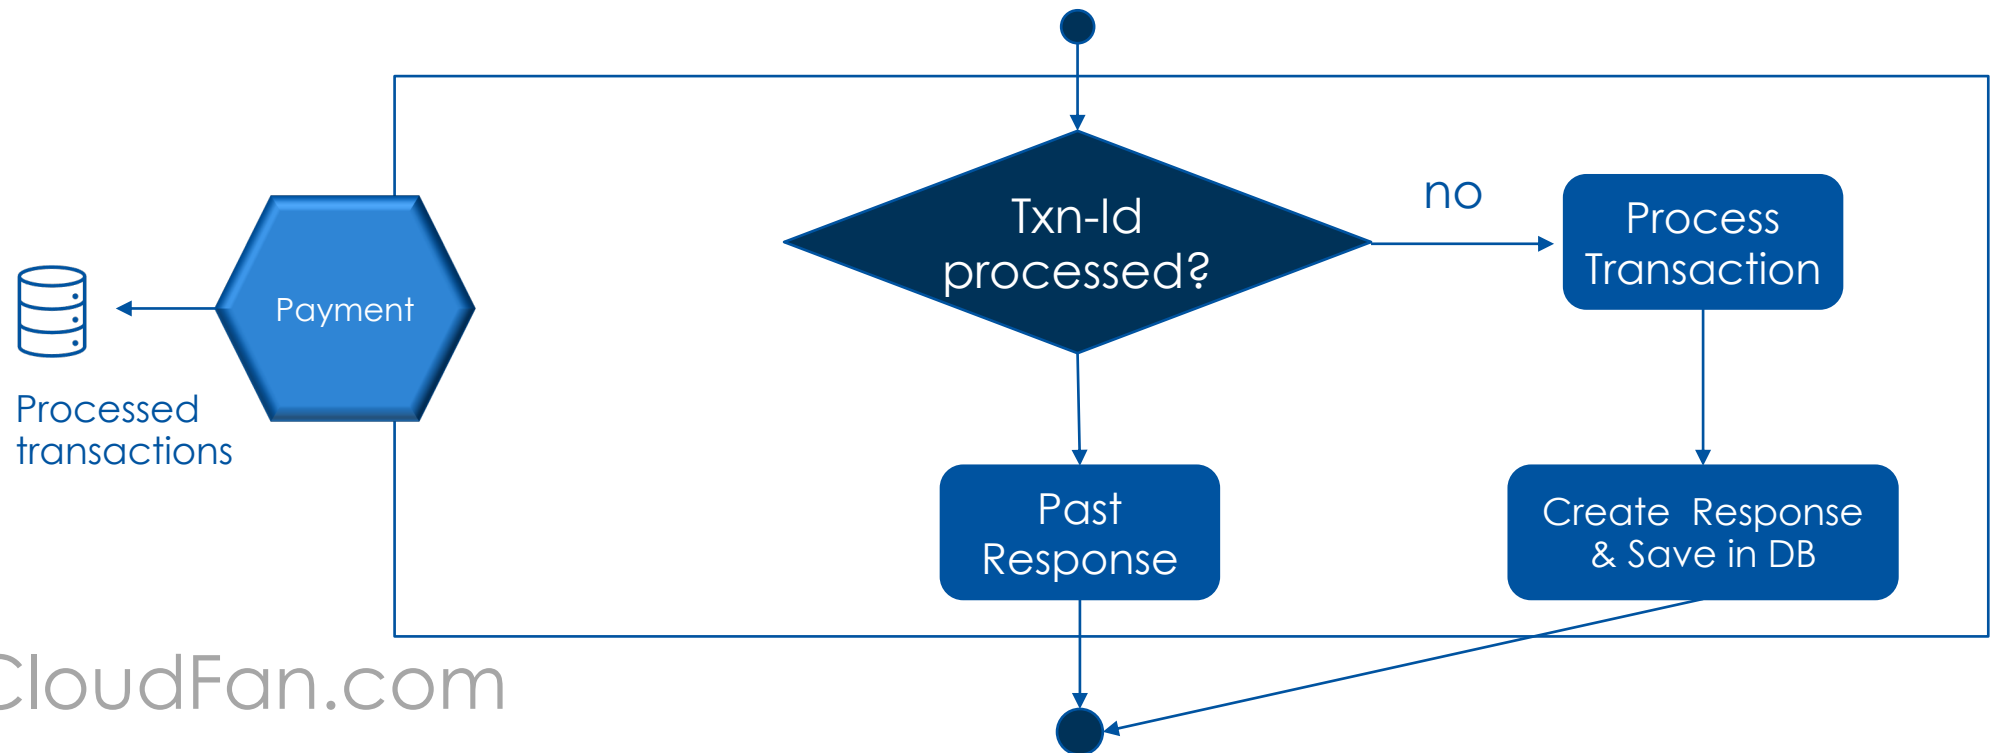 Txn-Id
processed?
no
Process
Transaction
Payment
Processed
transactions
Past
Response
Create Response
& Save in DB
CloudFan.com